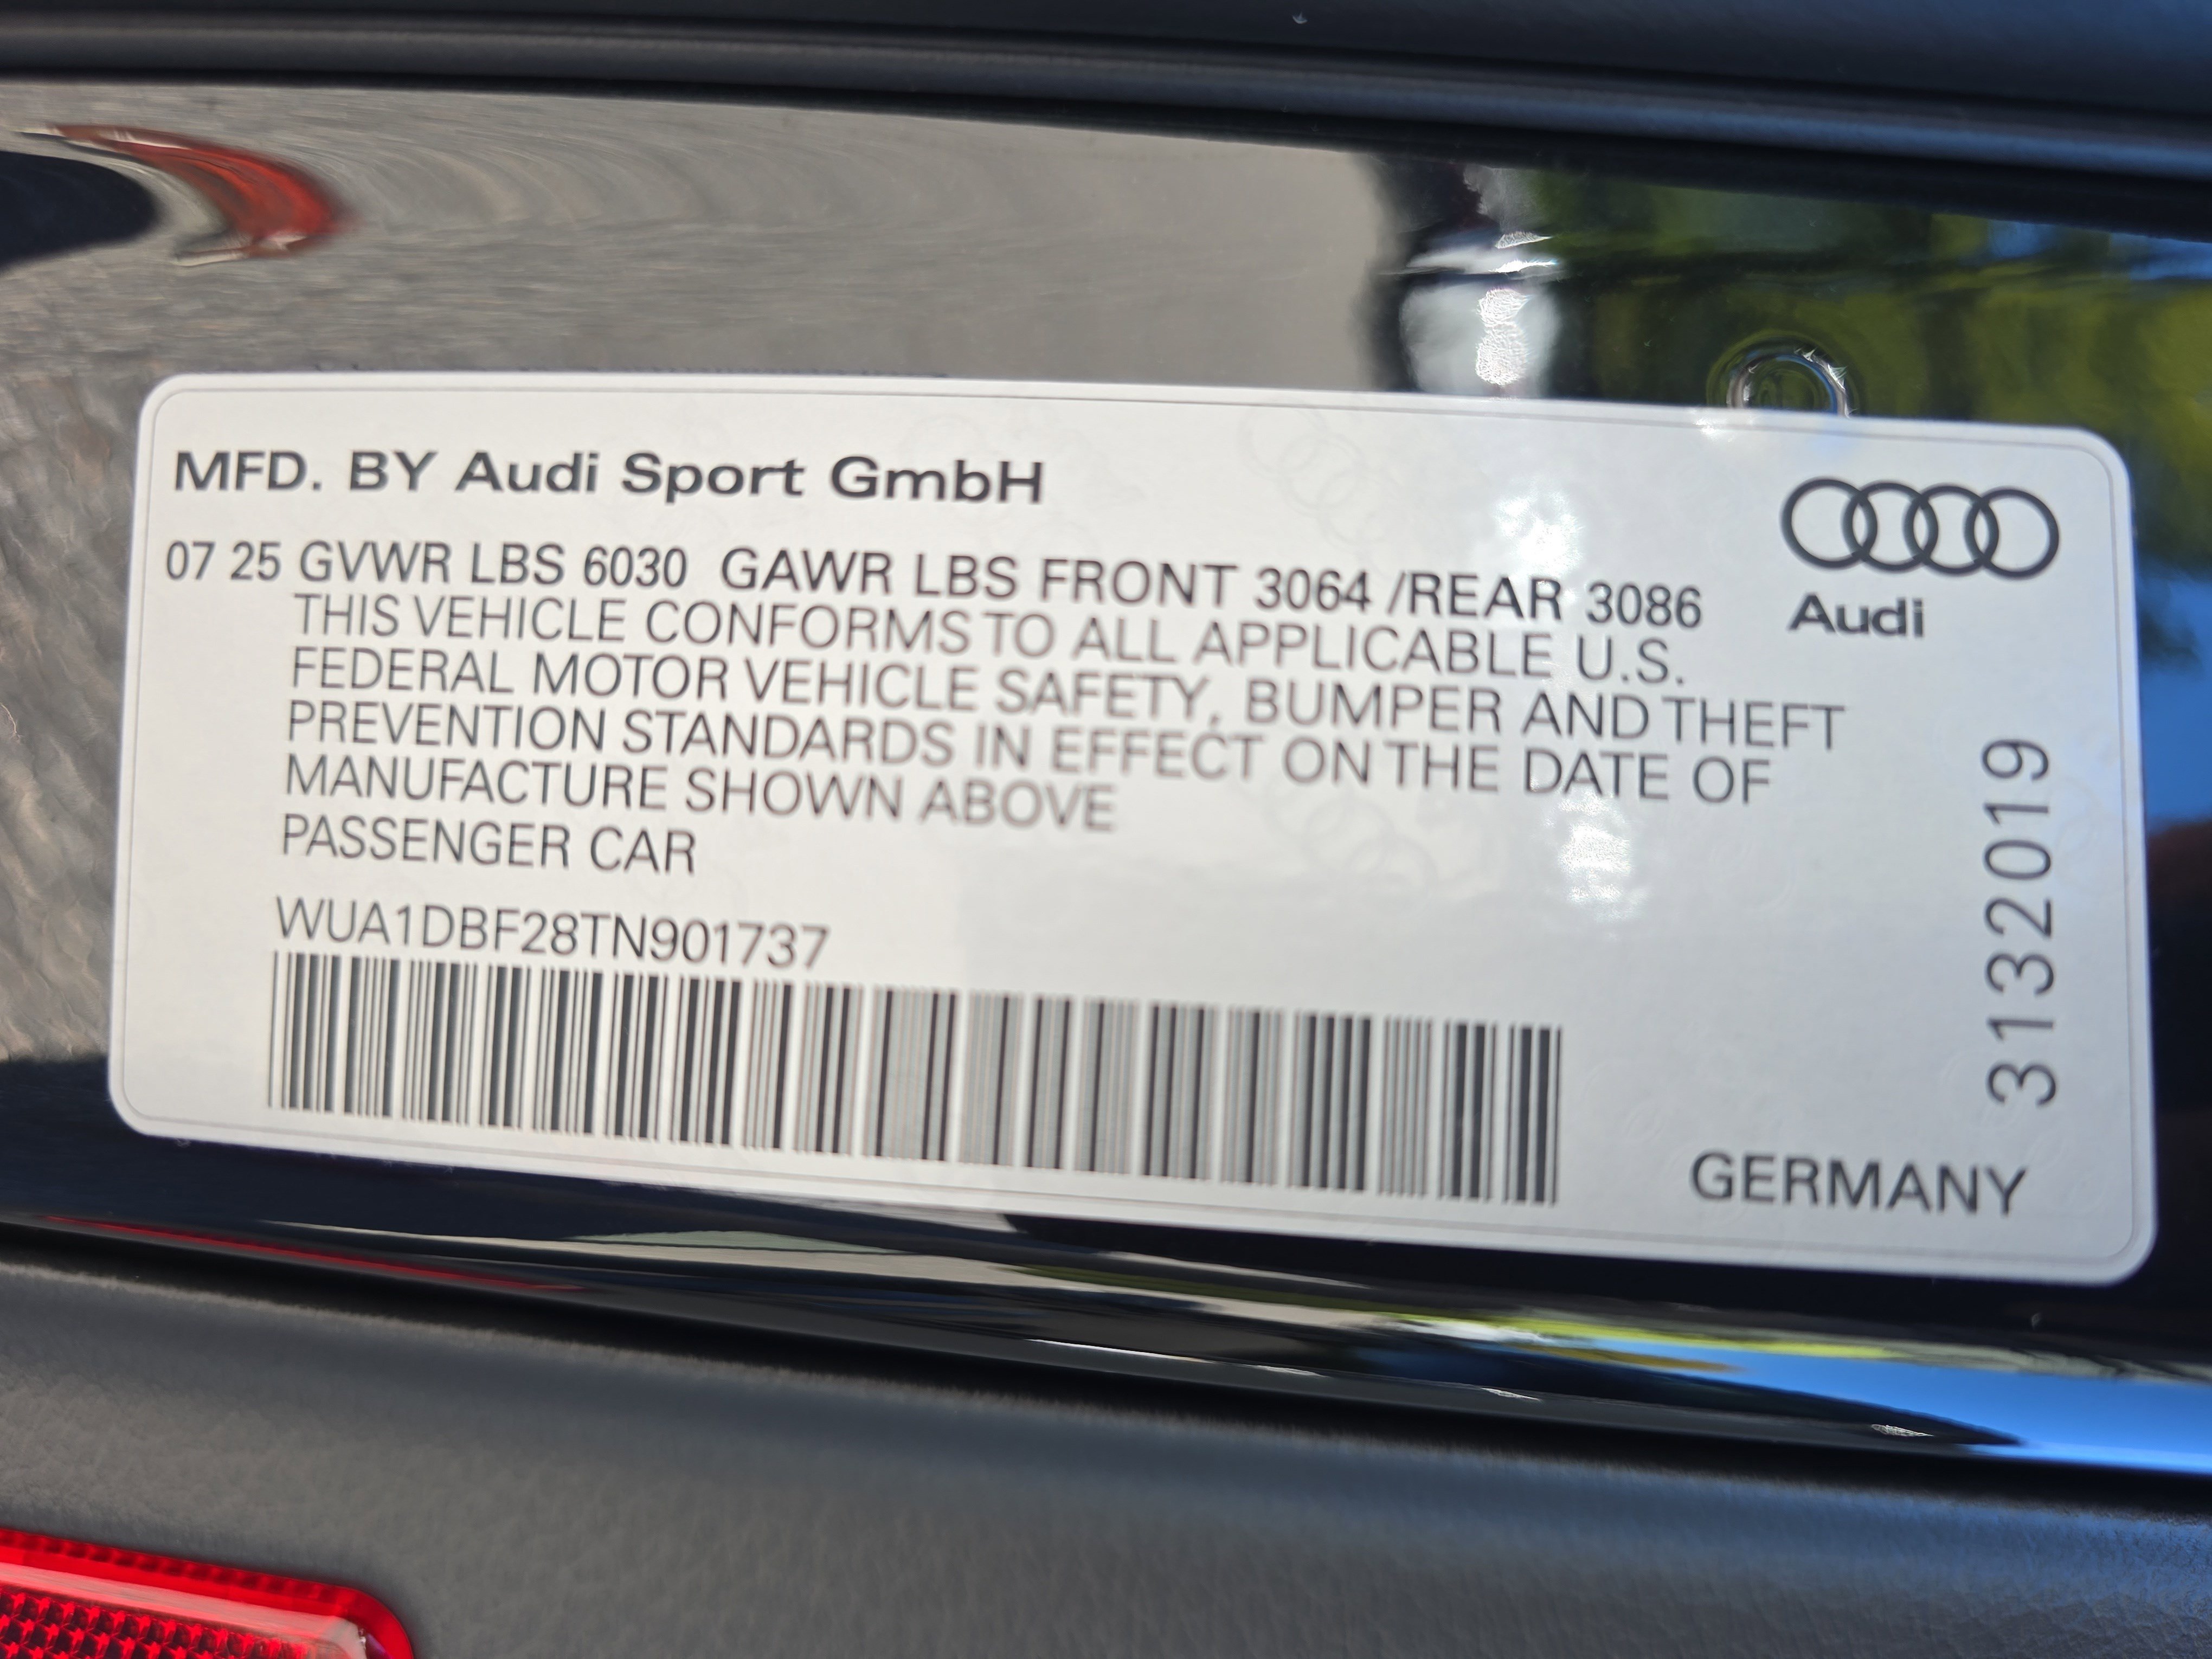 MFD. BY Audi Sport GmbH
07 25 GVWR LBS 6030 GAWR LBS FRONT 3064 /REAR 3086
THIS VEHICLE CONFORMS TO ALL APPLICABLE U.S.
FEDERAL MOTOR VEHICLE SAFETY, BUMPER AND THEFT
PREVENTION STANDARDS IN EFFECT ON THE DATE OF
MANUFACTURE SHOWN ABOVE
PASSENGER CAR
WUA1DBF28TN901737
Audi
3132019
GERMANY